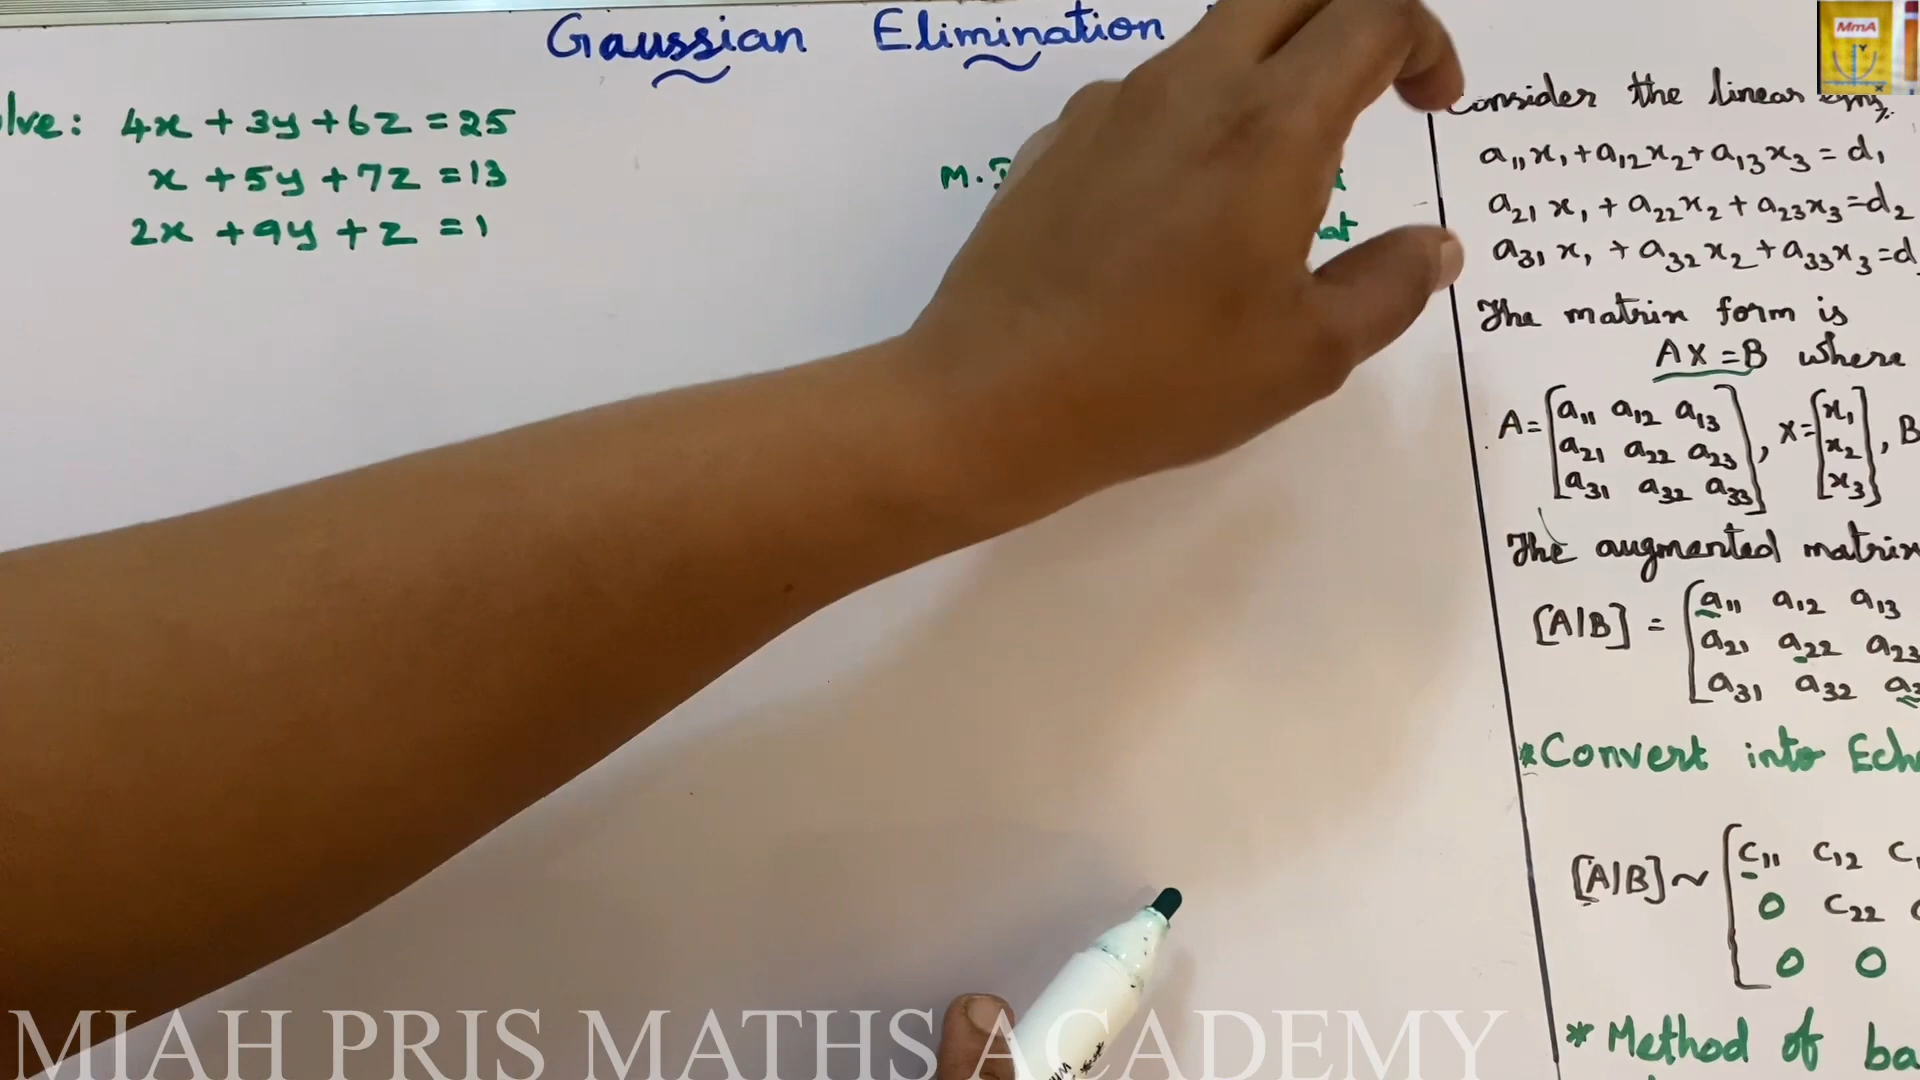 Gaussian Elimination
lve: 4x + 3y + 6z = 25
x + 5y + 7z = 13
2x + 9y + z = 1
M.
at
MmA
Y
X
Consider the linear eqns.
a₁₁x₁ + a₁₂x₂ + a₁₃x₃ = d₁
a₂₁x₁ + a₂₂x₂ + a₂₃x₃ = d₂
a₃₁x₁ + a₃₂x₂ + a₃₃x₃ = d
The matrix form is
AX = B where
A = [a₁₁ a₁₂ a₁₃
a₂₁ a₂₂ a₂₃
a₃₁ a₃₂ a₃₃], X = [x₁
x₂
x₃], B
The augmented matrix
[A|B] = [a₁₁ a₁₂ a₁₃
a₂₁ a₂₂ a₂₃
a₃₁ a₃₂
*Convert into Ech
[A|B] ~ [c₁₁ c₁₂ c
0 c₂₂
0 0
* Method of ba
MIAH PRIS MATHS ACADEMY